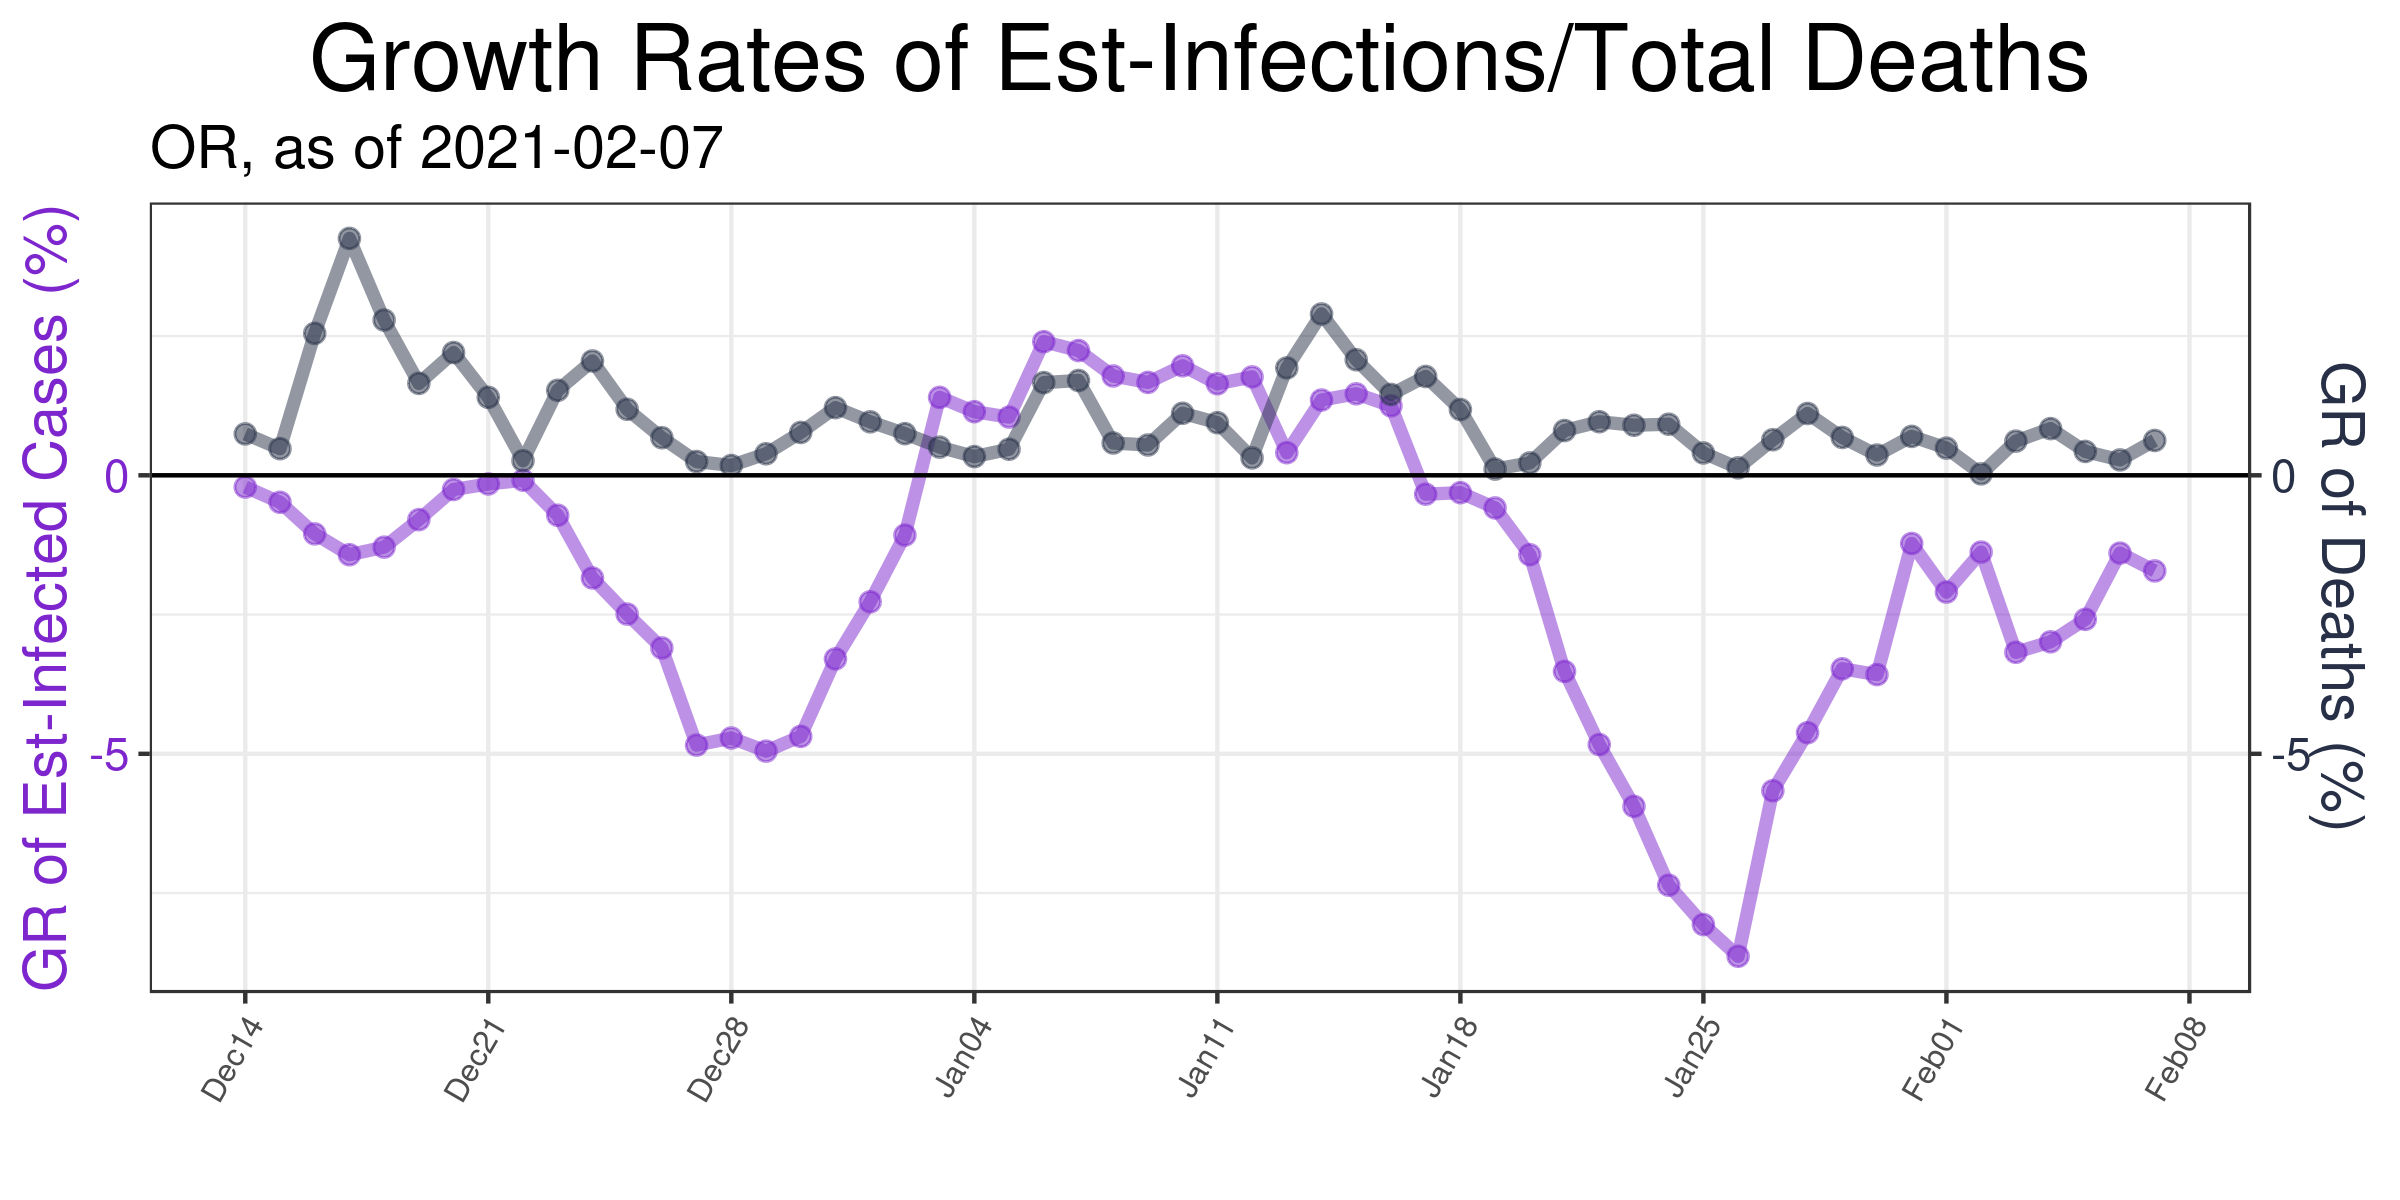 Growth Rates of Est-Infections/Total Deaths
OR, as of 2021-02-07
GR of Est-Infected Cases (%)
0
-5
GR of Deaths (%)
0
-5
Dec14
Dec21
Dec28
Jan04
Jan11
Jan18
Jan25
Feb01
Feb08